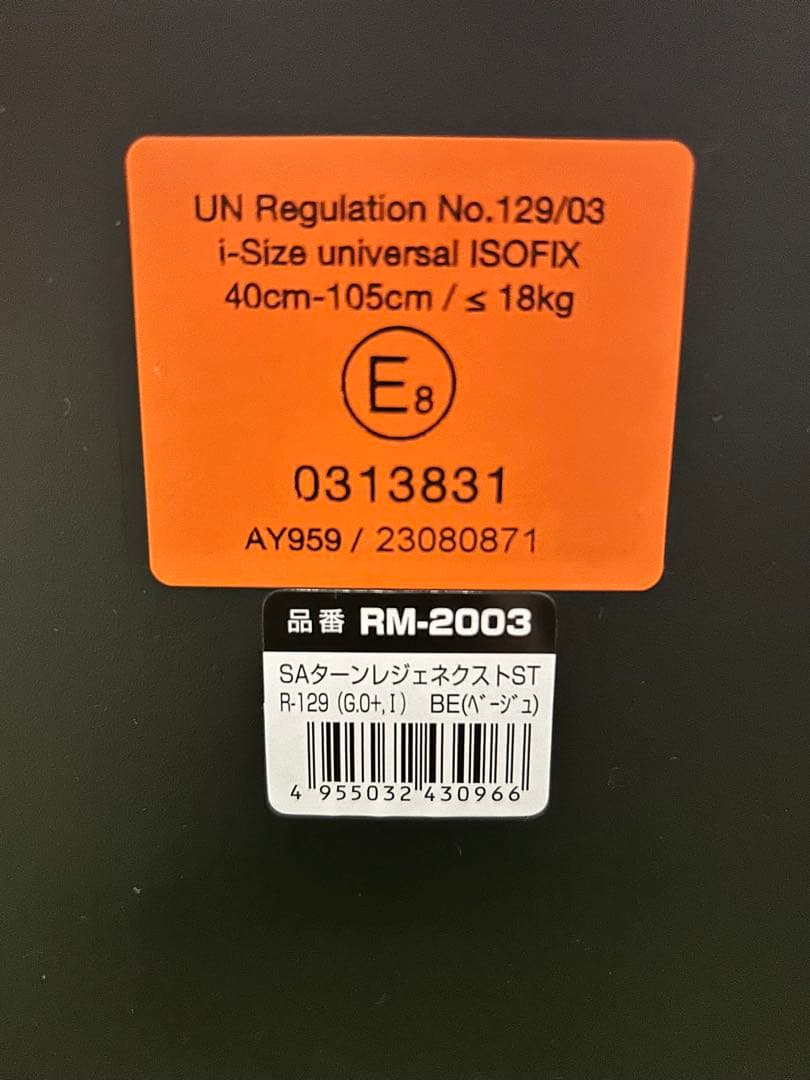 UN Regulation No.129/03
i-Size universal ISOFIX
40cm-105cm / ≤ 18kg
E8
0313831
AY959 / 23080871
品番 RM-2003
SAターンレジェネクストST
R-129 (G.0+,I) BE(ﾍﾞｰｼﾞｭ)
4 955032 430966